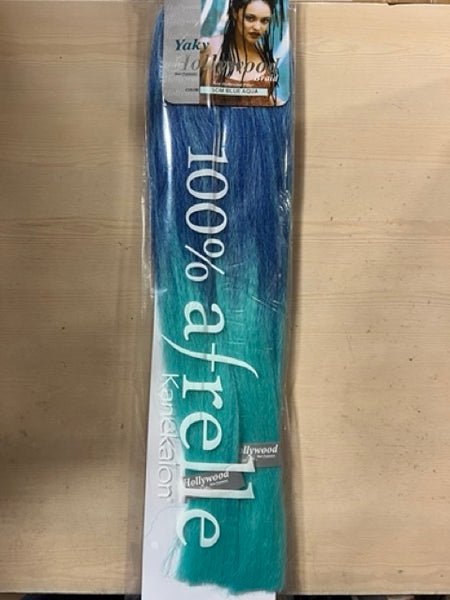 Yaky
Hollywood
Braid
SOM BLUE AQUA
100% afrelle
Kanekalon
Hollywood
Hollywood